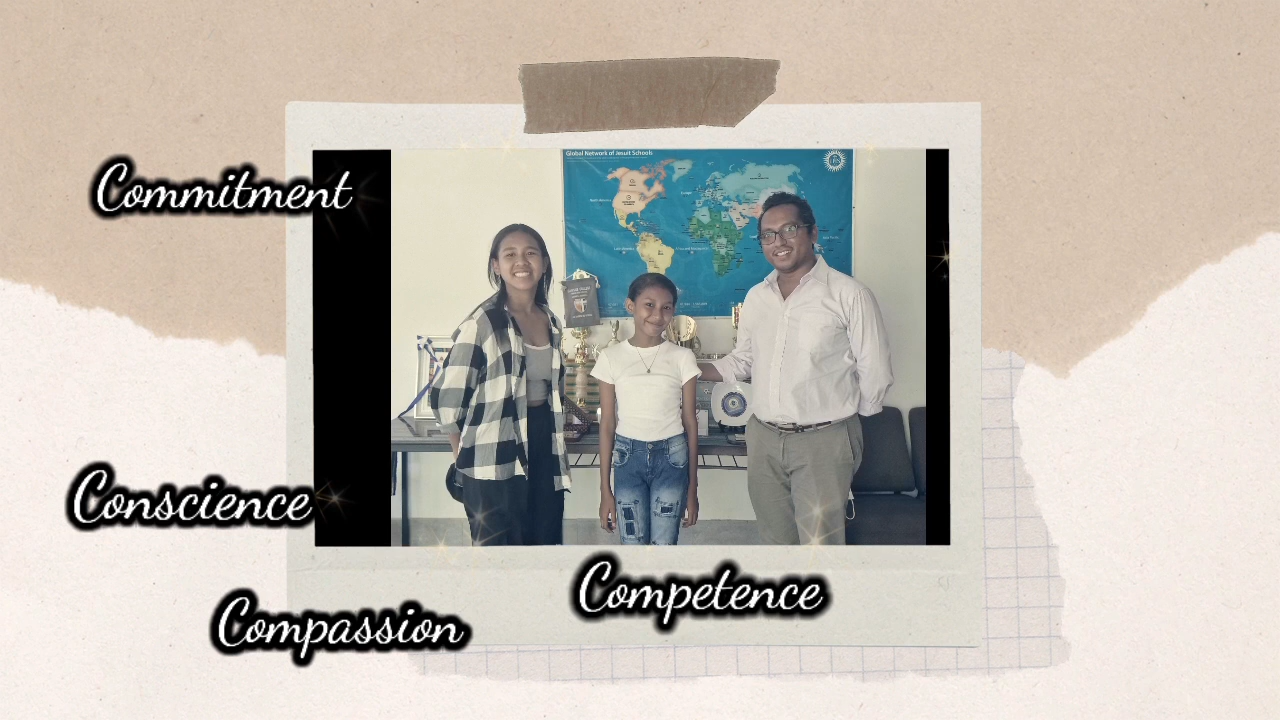 Global Network of Jesuit Schools
Commitment
Conscience
Competence
Compassion